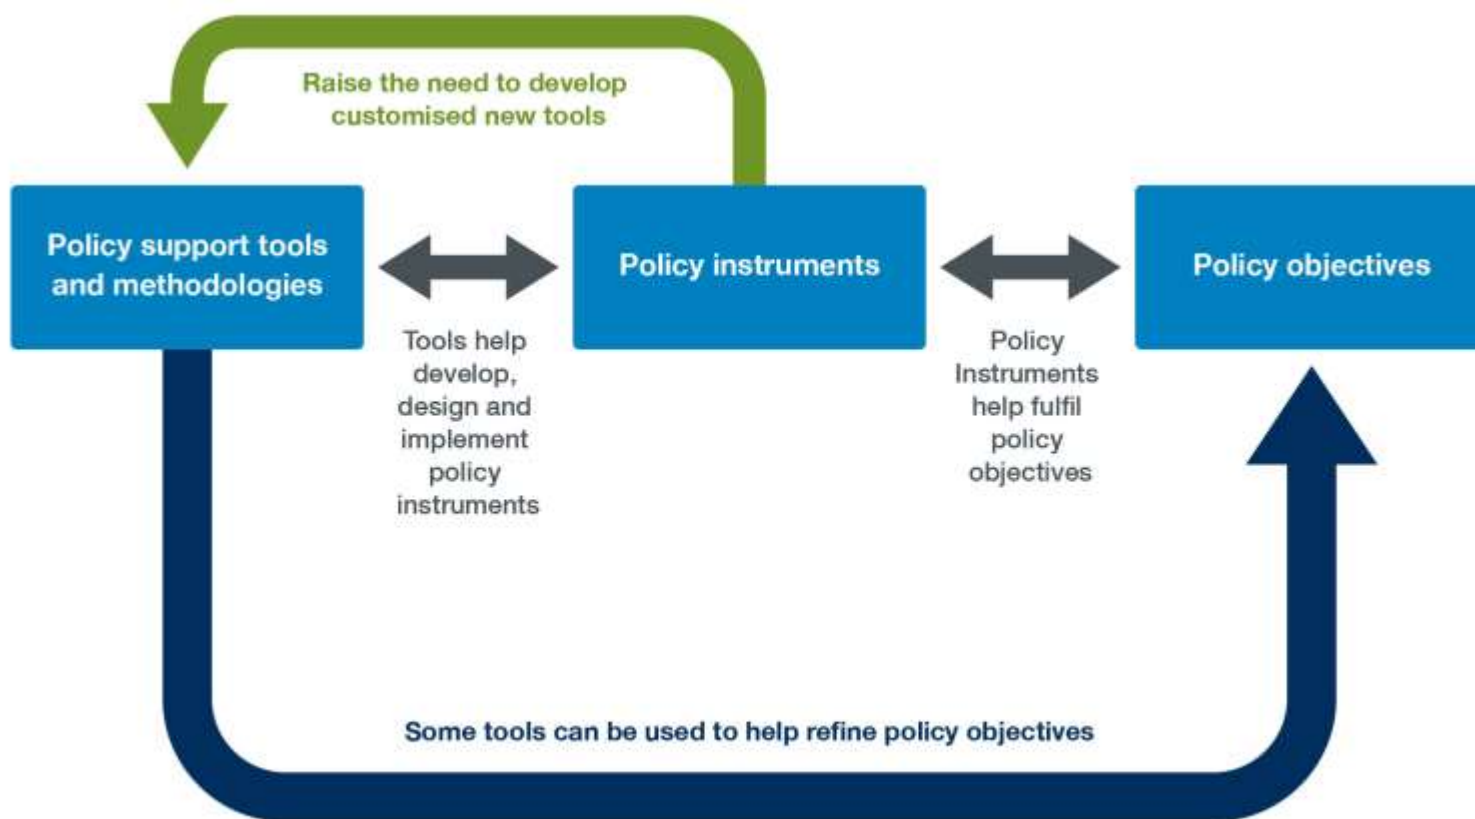 Raise the need to develop
customised new tools
Policy support tools
and methodologies
Policy instruments
Policy objectives
Tools help
develop,
design and
implement
policy
instruments
Policy
Instruments
help fulfil
policy
objectives
Some tools can be used to help refine policy objectives